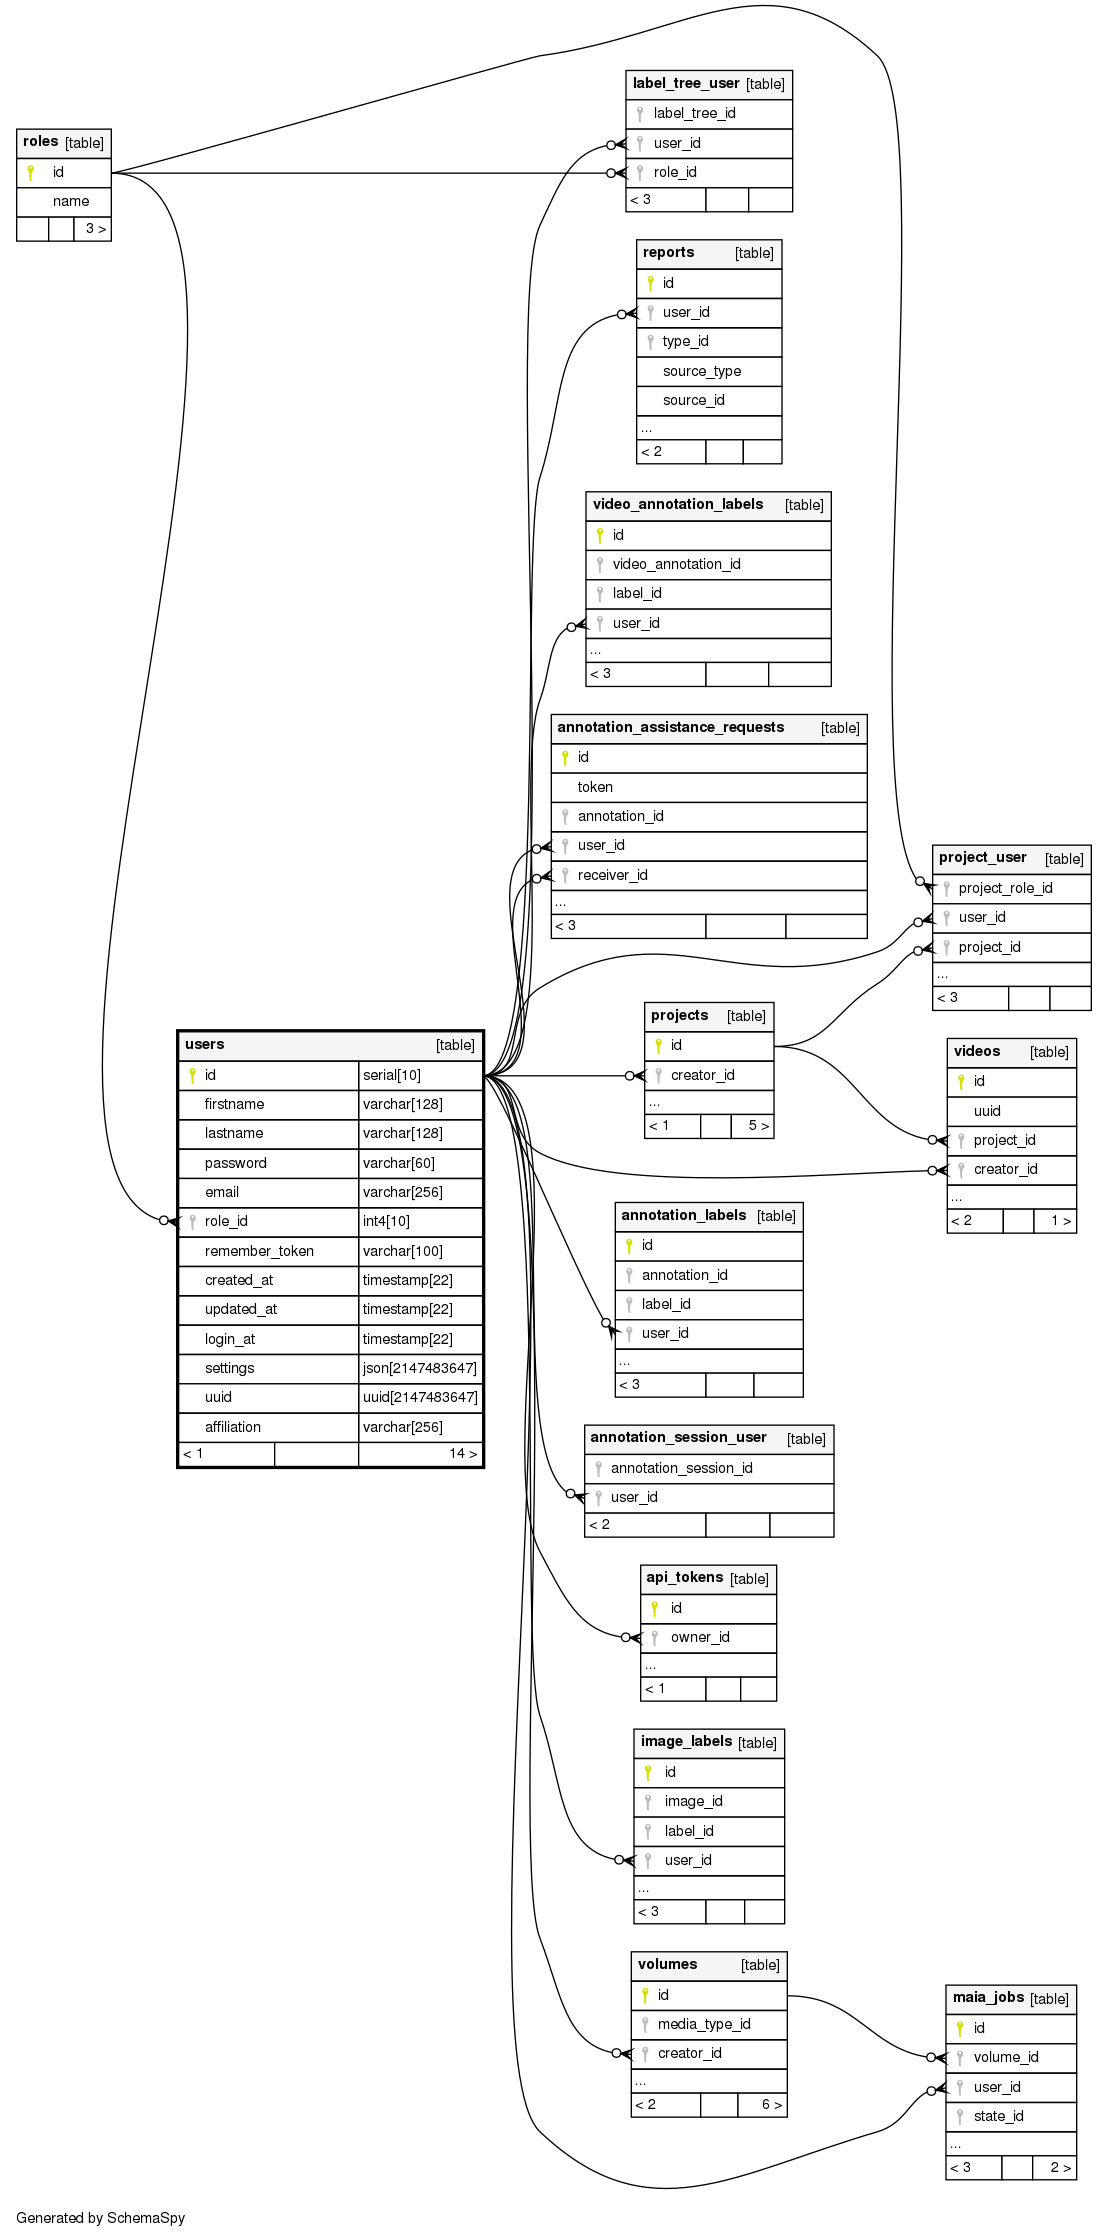 roles [table]
id
name
3 >
label_tree_user [table]
label_tree_id
user_id
role_id
< 3
reports [table]
id
user_id
type_id
source_type
source_id
...
< 2
video_annotation_labels [table]
id
video_annotation_id
label_id
user_id
...
< 3
annotation_assistance_requests [table]
id
token
annotation_id
user_id
receiver_id
...
< 3
project_user [table]
project_role_id
user_id
project_id
...
< 3
users [table]
id serial[10]
firstname varchar[128]
lastname varchar[128]
password varchar[60]
email varchar[256]
role_id int4[10]
remember_token varchar[100]
created_at timestamp[22]
updated_at timestamp[22]
login_at timestamp[22]
settings json[2147483647]
uuid uuid[2147483647]
affiliation varchar[256]
< 1 14 >
projects [table]
id
creator_id
...
< 1 5 >
videos [table]
id
uuid
project_id
creator_id
...
< 2 1 >
annotation_labels [table]
id
annotation_id
label_id
user_id
...
< 3
annotation_session_user [table]
annotation_session_id
user_id
< 2
api_tokens [table]
id
owner_id
...
< 1
image_labels [table]
id
image_id
label_id
user_id
...
< 3
volumes [table]
id
media_type_id
creator_id
...
< 2 6 >
maia_jobs [table]
id
volume_id
user_id
state_id
...
< 3 2 >
Generated by SchemaSpy